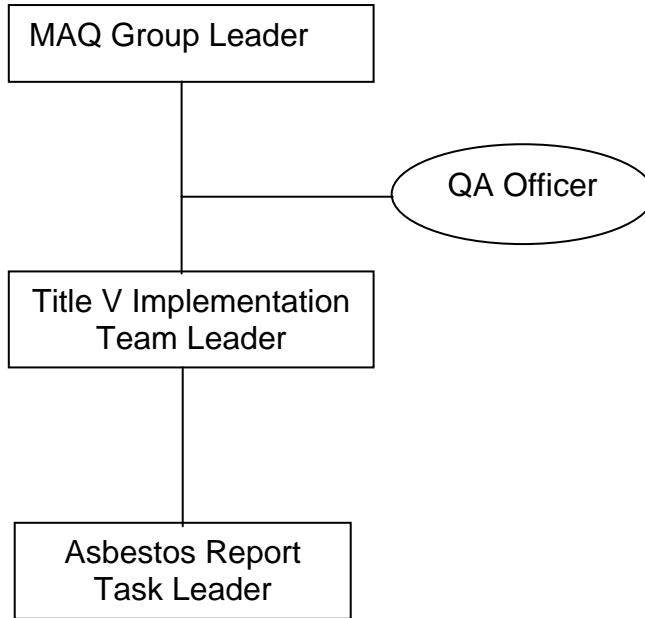 MAQ Group Leader
QA Officer
Title V Implementation
Team Leader
Asbestos Report
Task Leader